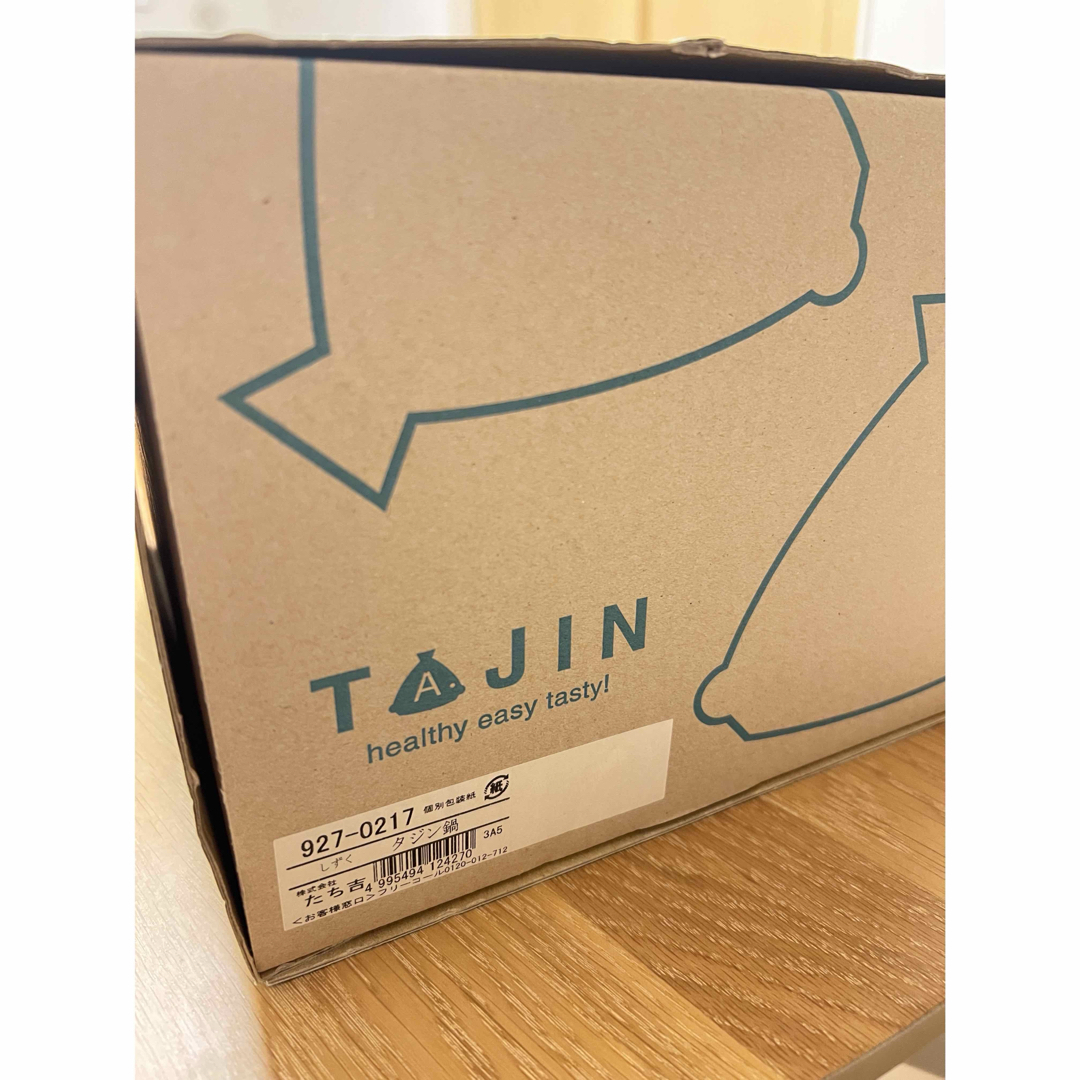 TAJIN
healthy easy tasty!
927-0217 個別包装紙 紙
しずく タジン鍋
3A5
株式会社
たち吉 4 995494 124270
<お客様窓口>フリーコール0120-012-712